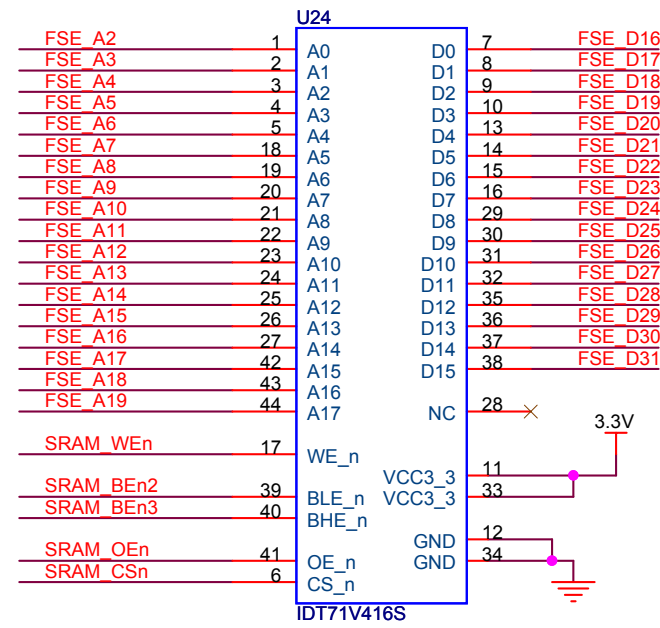 U24
FSE_A2 1 A0 D0 7 FSE_D16
FSE_A3 2 A1 D1 8 FSE_D17
FSE_A4 3 A2 D2 9 FSE_D18
FSE_A5 4 A3 D3 10 FSE_D19
FSE_A6 5 A4 D4 13 FSE_D20
FSE_A7 18 A5 D5 14 FSE_D21
FSE_A8 19 A6 D6 15 FSE_D22
FSE_A9 20 A7 D7 16 FSE_D23
FSE_A10 21 A8 D8 29 FSE_D24
FSE_A11 22 A9 D9 30 FSE_D25
FSE_A12 23 A10 D10 31 FSE_D26
FSE_A13 24 A11 D11 32 FSE_D27
FSE_A14 25 A12 D12 35 FSE_D28
FSE_A15 26 A13 D13 36 FSE_D29
FSE_A16 27 A14 D14 37 FSE_D30
FSE_A17 42 A15 D15 38 FSE_D31
FSE_A18 43 A16
FSE_A19 44 A17 NC 28
3.3V
SRAM_WEn 17 WE_n
VCC3_3 11
SRAM_BEn2 39 BLE_n VCC3_3 33
SRAM_BEn3 40 BHE_n
GND 12
SRAM_OEn 41 OE_n GND 34
SRAM_CSn 6 CS_n
IDT71V416S